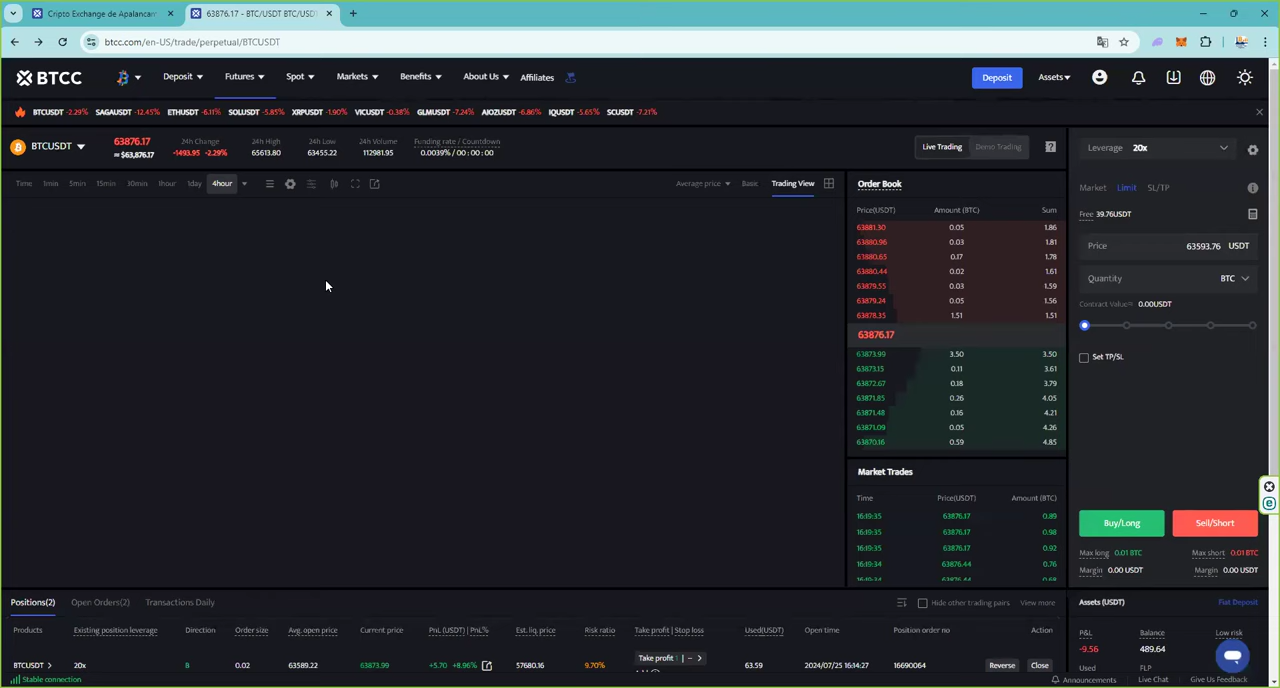 Cripto Exchange de Apalancam
63876.17 - BTC/USDT BTC/USD
btcc.com/en-US/trade/perpetual/BTCUSDT
BTCC Deposit Futures Spot Markets Benefits About Us Affiliates Deposit Assets
BTCUSDT -2.29% SAGAUSDT -12.45% ETHUSDT -6.11% SOLUSDT -5.85% XRPUSDT -1.90% VICUSDT -0.38% GLMUSDT -7.24% AIOZUSDT -6.86% IQUSDT -5.65% SCUSDT -7.21%
BTCUSDT 63876.17 24h Change 24h High 24h Low 24h Volume Funding rate / Countdown Live Trading Demo Trading
≈ $63,876.17 -1493.95 -2.29% 65613.80 63455.22 112981.95 0.0039% / 00 : 00 : 00
Leverage 20x
Time 1min 5min 15min 30min 1hour 1day 4hour Average price Basic Trading View
Order Book
Price(USDT) Amount (BTC) Sum
63881.30 0.05 1.86
63880.96 0.03 1.81
63880.65 0.17 1.78
63880.44 0.02 1.61
63879.55 0.03 1.59
63879.24 0.05 1.56
63878.35 1.51 1.51
63876.17
63873.99 3.50 3.50
63873.15 0.11 3.61
63872.67 0.18 3.79
63871.85 0.26 4.05
63871.48 0.16 4.21
63871.09 0.05 4.26
63870.16 0.59 4.85
Market Trades
Time Price(USDT) Amount (BTC)
16:19:35 63876.17 0.89
16:19:35 63876.17 0.98
16:19:35 63876.17 0.92
16:19:34 63876.44 0.76
16:19:34 63876.44 0.68
Market Limit SL/TP
Free 39.76USDT
Price 63593.76 USDT
Quantity BTC
Contract Value≈ 0.00USDT
Set TP/SL
Buy/Long Sell/Short
Max long 0.01 BTC Max short 0.01 BTC
Margin 0.00 USDT Margin 0.00 USDT
Positions(2) Open Orders(2) Transactions Daily Hide other trading pairs View more
Products Existing position leverage Direction Order size Avg. open price Current price PnL (USDT) | PnL% Est. liq. price Risk ratio Take profit | Stop loss Used(USDT) Open time Position order no Action
BTCUSDT 20x B 0.02 63589.22 63873.99 +5.70 +8.96% 57680.16 9.70% Take profit | -- 63.59 2024/07/25 16:14:27 16690064 Reverse Close
Assets (USDT) Fiat Deposit
P&L Balance Low risk
-9.56 489.64
Used FLP
Stable connection
Announcements Live Chat Give Us Feedback